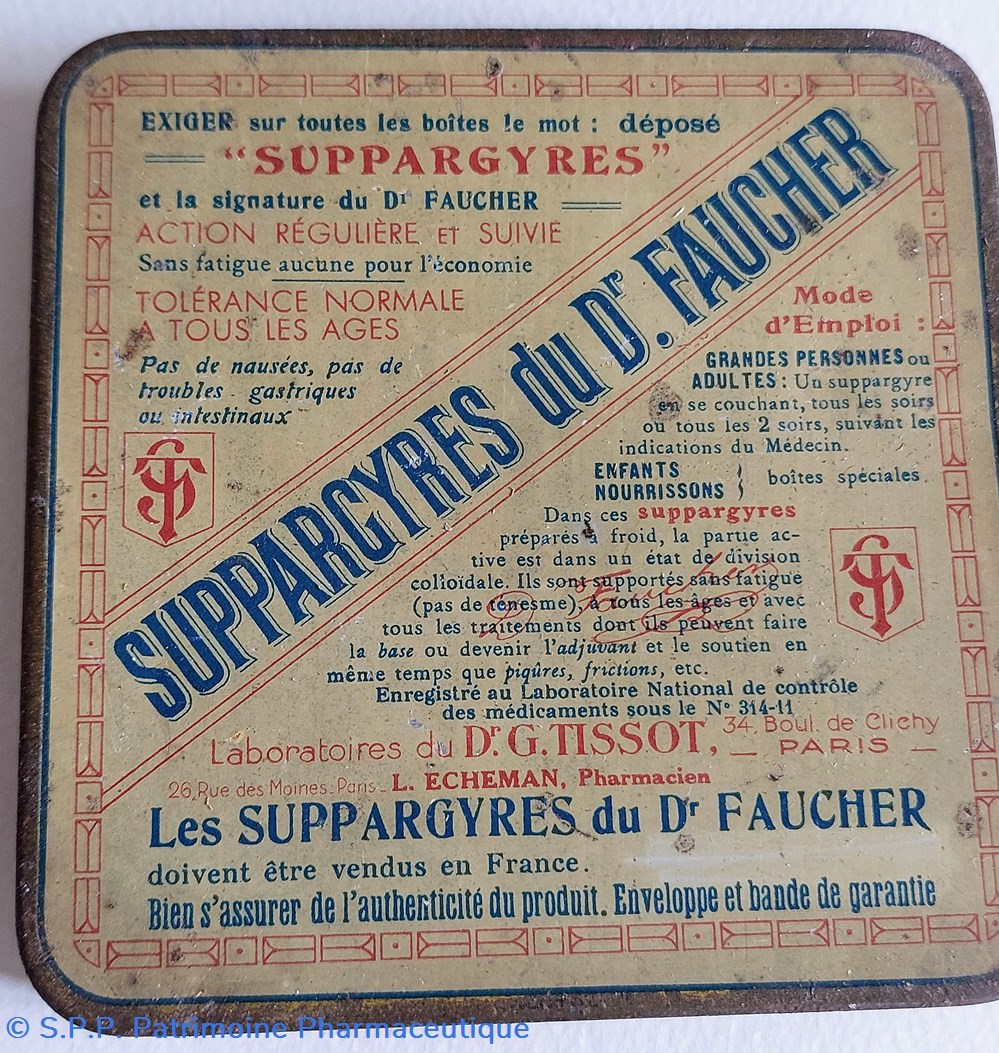 EXIGER sur toutes les boîtes le mot : déposé
“SUPPARGYRES”
et la signature du Dr FAUCHER
ACTION RÉGULIÈRE et SUIVIE
Sans fatigue aucune pour l'économie
TOLÉRANCE NORMALE
A TOUS LES AGES
Pas de nausées, pas de
troubles gastriques
ou intestinaux
SUPPARGYRES du Dr. FAUCHER
Mode
d'Emploi :
GRANDES PERSONNES ou
ADULTES : Un suppargyre
en se couchant, tous les soirs
ou tous les 2 soirs, suivant les
indications du Médecin.
ENFANTS
NOURRISSONS } boîtes spéciales.
Dans ces suppargyres
préparés à froid, la partie ac-
tive est dans un état de division
colloidale. Ils sont supportés sans fatigue
(pas de ténesme), à tous les âges et avec
tous les traitements dont ils peuvent faire
la base ou devenir l'adjuvant et le soutien en
même temps que piqûres, frictions, etc.
Enregistré au Laboratoire National de contrôle
des médicaments sous le N° 314-11
Laboratoires du Dr G. TISSOT, 34, Boul. de Clichy
— PARIS —
26, Rue des Moines - Paris - L. ECHEMAN, Pharmacien
Les SUPPARGYRES du Dr FAUCHER
doivent être vendus en France.
Bien s'assurer de l'authenticité du produit. Enveloppe et bande de garantie
© S.P.P. Patrimoine Pharmaceutique